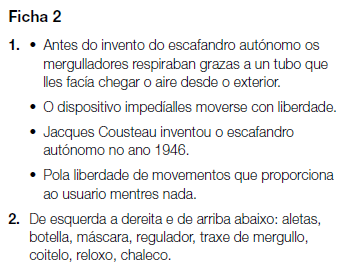 Ficha 2
1. • Antes do invento do escafandro autónomo os
mergulladores respiraban grazas a un tubo que
lles facía chegar o aire desde o exterior.
• O dispositivo impedíalles moverse con liberdade.
• Jacques Cousteau inventou o escafandro
autónomo no ano 1946.
• Pola liberdade de movementos que proporciona
ao usuario mentres nada.
2. De esquerda a dereita e de arriba abaixo: aletas,
botella, máscara, regulador, traxe de mergullo,
coitelo, reloxo, chaleco.